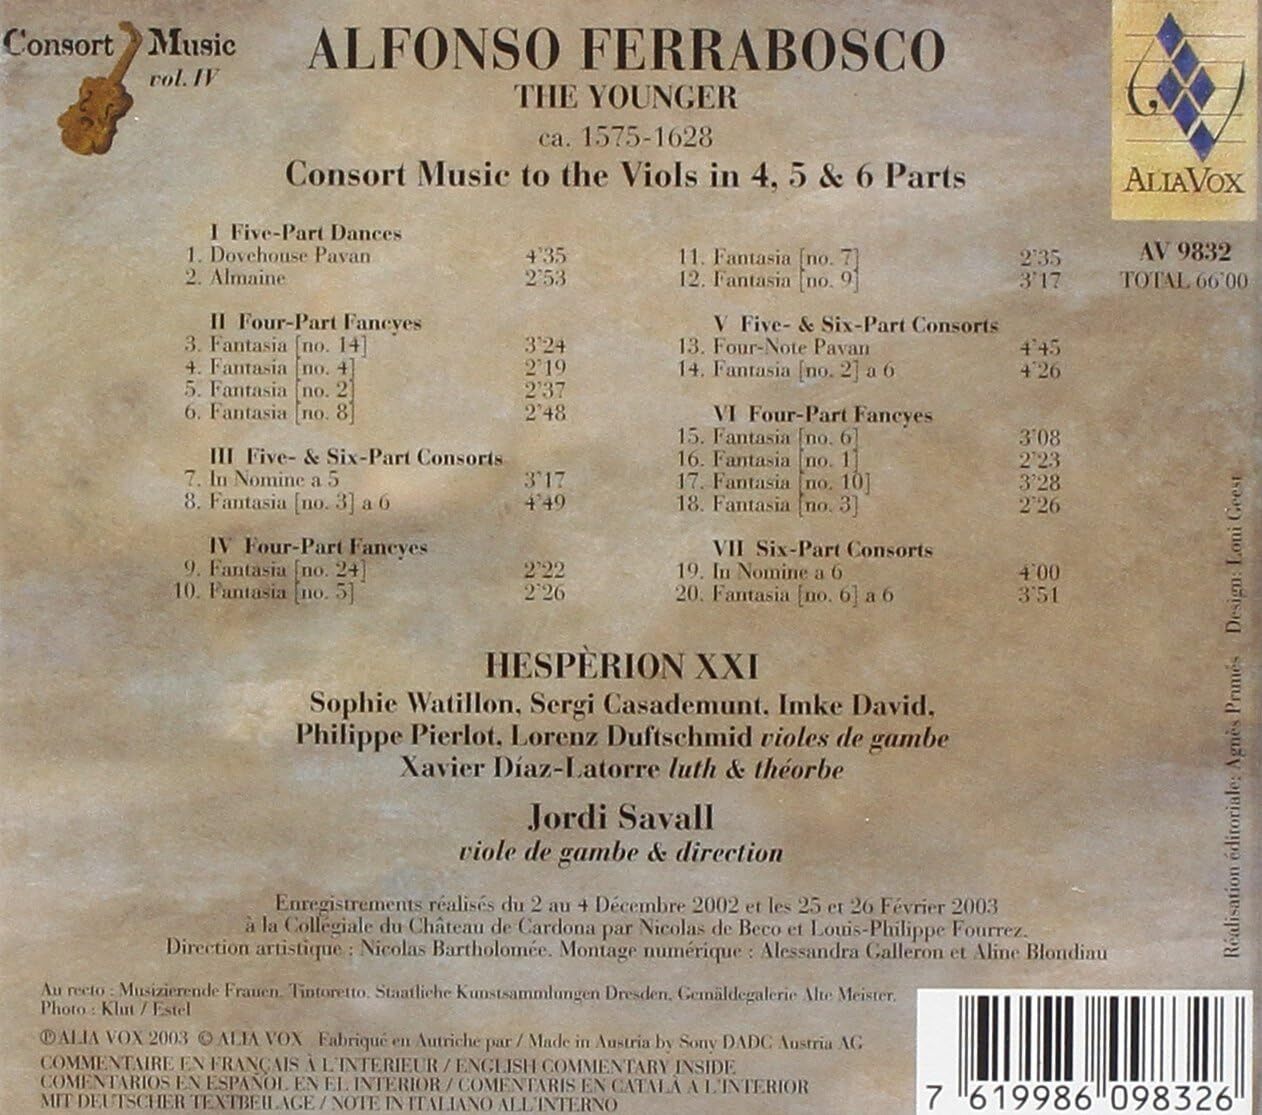 Consort Music
vol. IV
ALFONSO FERRABOSCO
THE YOUNGER
ca. 1575-1628
Consort Music to the Viols in 4, 5 & 6 Parts
ALIAVOX
AV 9832
TOTAL 66'00
I Five-Part Dances
1. Dovehouse Pavan 4'35
2. Almaine 2'53
II Four-Part Fancyes
3. Fantasia [no. 14] 3'24
4. Fantasia [no. 4] 2'19
5. Fantasia [no. 2] 2'37
6. Fantasia [no. 8] 2'48
III Five- & Six-Part Consorts
7. In Nomine a 5 3'17
8. Fantasia [no. 3] a 6 4'49
IV Four-Part Fancyes
9. Fantasia [no. 24] 2'22
10. Fantasia [no. 5] 2'26
11. Fantasia [no. 7] 2'35
12. Fantasia [no. 9] 3'17
V Five- & Six-Part Consorts
13. Four-Note Pavan 4'45
14. Fantasia [no. 2] a 6 4'26
VI Four-Part Fancyes
15. Fantasia [no. 6] 3'08
16. Fantasia [no. 1] 2'23
17. Fantasia [no. 10] 3'28
18. Fantasia [no. 3] 2'26
VII Six-Part Consorts
19. In Nomine a 6 4'00
20. Fantasia [no. 6] a 6 3'51
HESPÈRION XXI
Sophie Watillon, Sergi Casademunt, Imke David,
Philippe Pierlot, Lorenz Duftschmid violes de gambe
Xavier Díaz-Latorre luth & théorbe
Jordi Savall
viole de gambe & direction
Enregistrements réalisés du 2 au 4 Décembre 2002 et les 25 et 26 Février 2003
à la Collégiale du Château de Cardona par Nicolas de Beco et Louis-Philippe Fourrez.
Direction artistique : Nicolas Bartholomée. Montage numérique : Alessandra Galleron et Aline Blondiau
Au recto : Musizierende Frauen, Tintoretto. Staatliche Kunstsammlungen Dresden, Gemäldegalerie Alte Meister.
Photo : Klut / Estel
℗ALIA VOX 2003 © ALIA VOX Fabriqué en Autriche par / Made in Austria by Sony DADC Austria AG
COMMENTAIRE EN FRANÇAIS À L'INTERIEUR / ENGLISH COMMENTARY INSIDE
COMENTARIOS EN ESPAÑOL EN EL INTERIOR / COMENTARIS EN CATALÀ A L'INTERIOR
MIT DEUTSCHER TEXTBEILAGE / NOTE IN ITALIANO ALL'INTERNO
Réalisation éditoriale: Agnès Prunés Design: Loni Geest
7 619986 098326